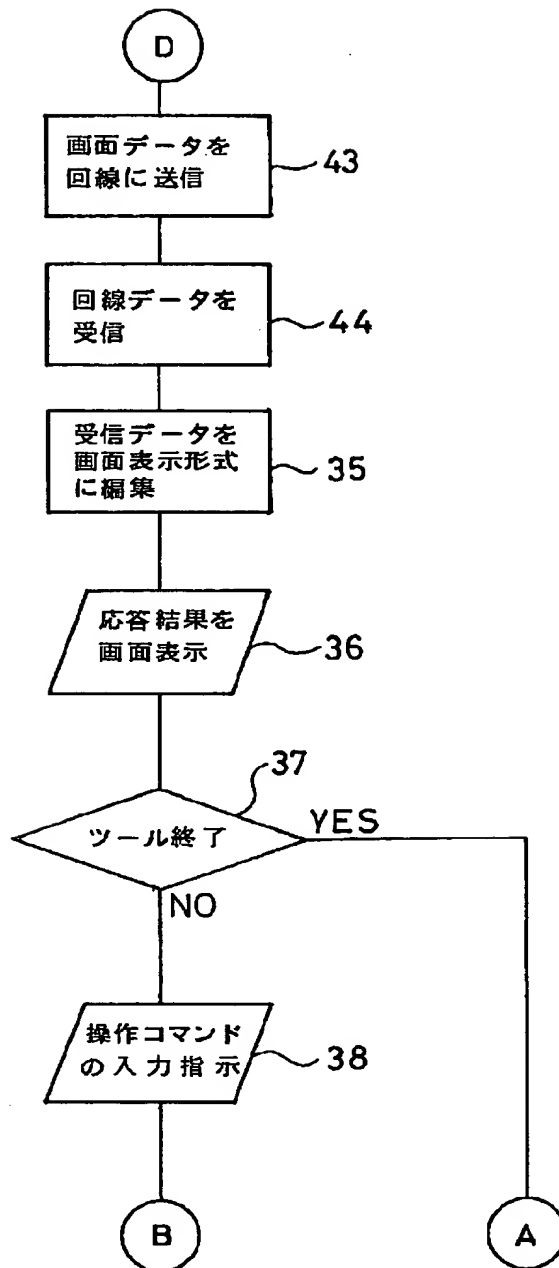 D
画面データを
回線に送信
43
回線データを
受信
44
受信データを
画面表示形式
に編集
35
応答結果を
画面表示
36
37
ツール終了
YES
NO
操作コマンド
の入力指示
38
B
A